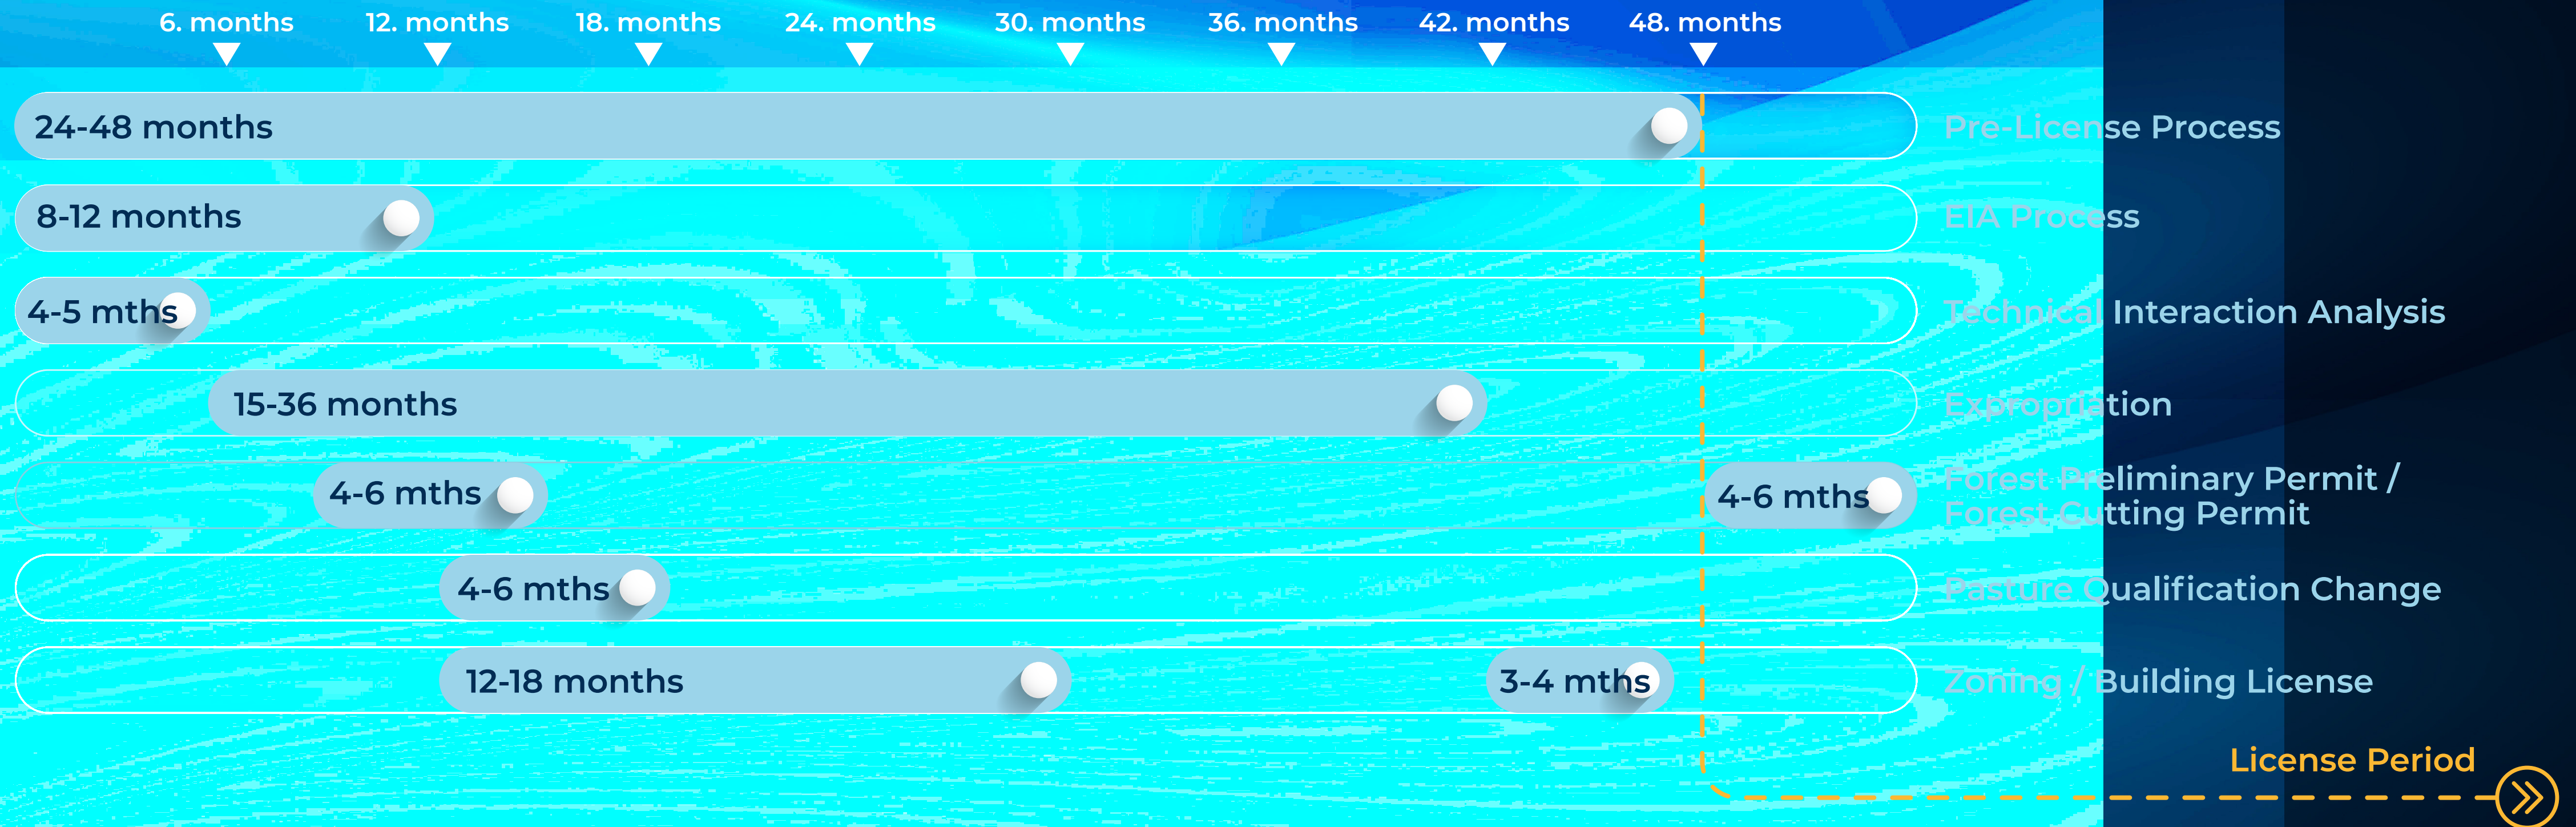 6. months
12. months
18. months
24. months
30. months
36. months
42. months
48. months
24-48 months
Pre-License Process
8-12 months
EIA Process
4-5 mths
Technical Interaction Analysis
15-36 months
Expropriation
4-6 mths
4-6 mths
Forest Preliminary Permit /
Forest Cutting Permit
4-6 mths
Pasture Qualification Change
12-18 months
3-4 mths
Zoning / Building License
License Period